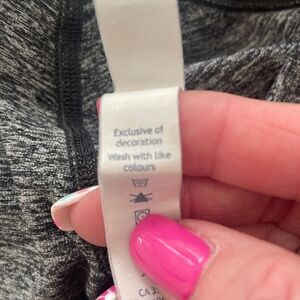 Exclusive of
decoration
Wash with like
colours